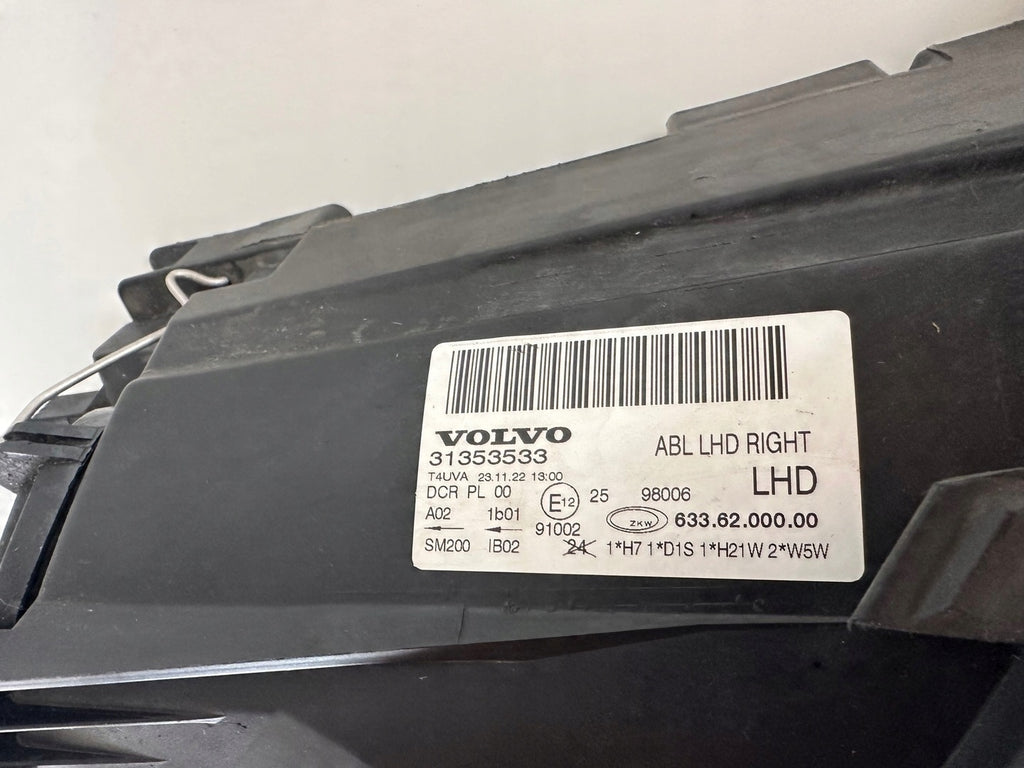 VOLVO
31353533
ABL LHD RIGHT
T4UVA 23.11.22 13:00
LHD
DCR PL 00
E12
25
98006
A02 1b01
91002
ZKW
633.62.000.00
SM200 IB02
24
1*H7 1*D1S 1*H21W 2*W5W